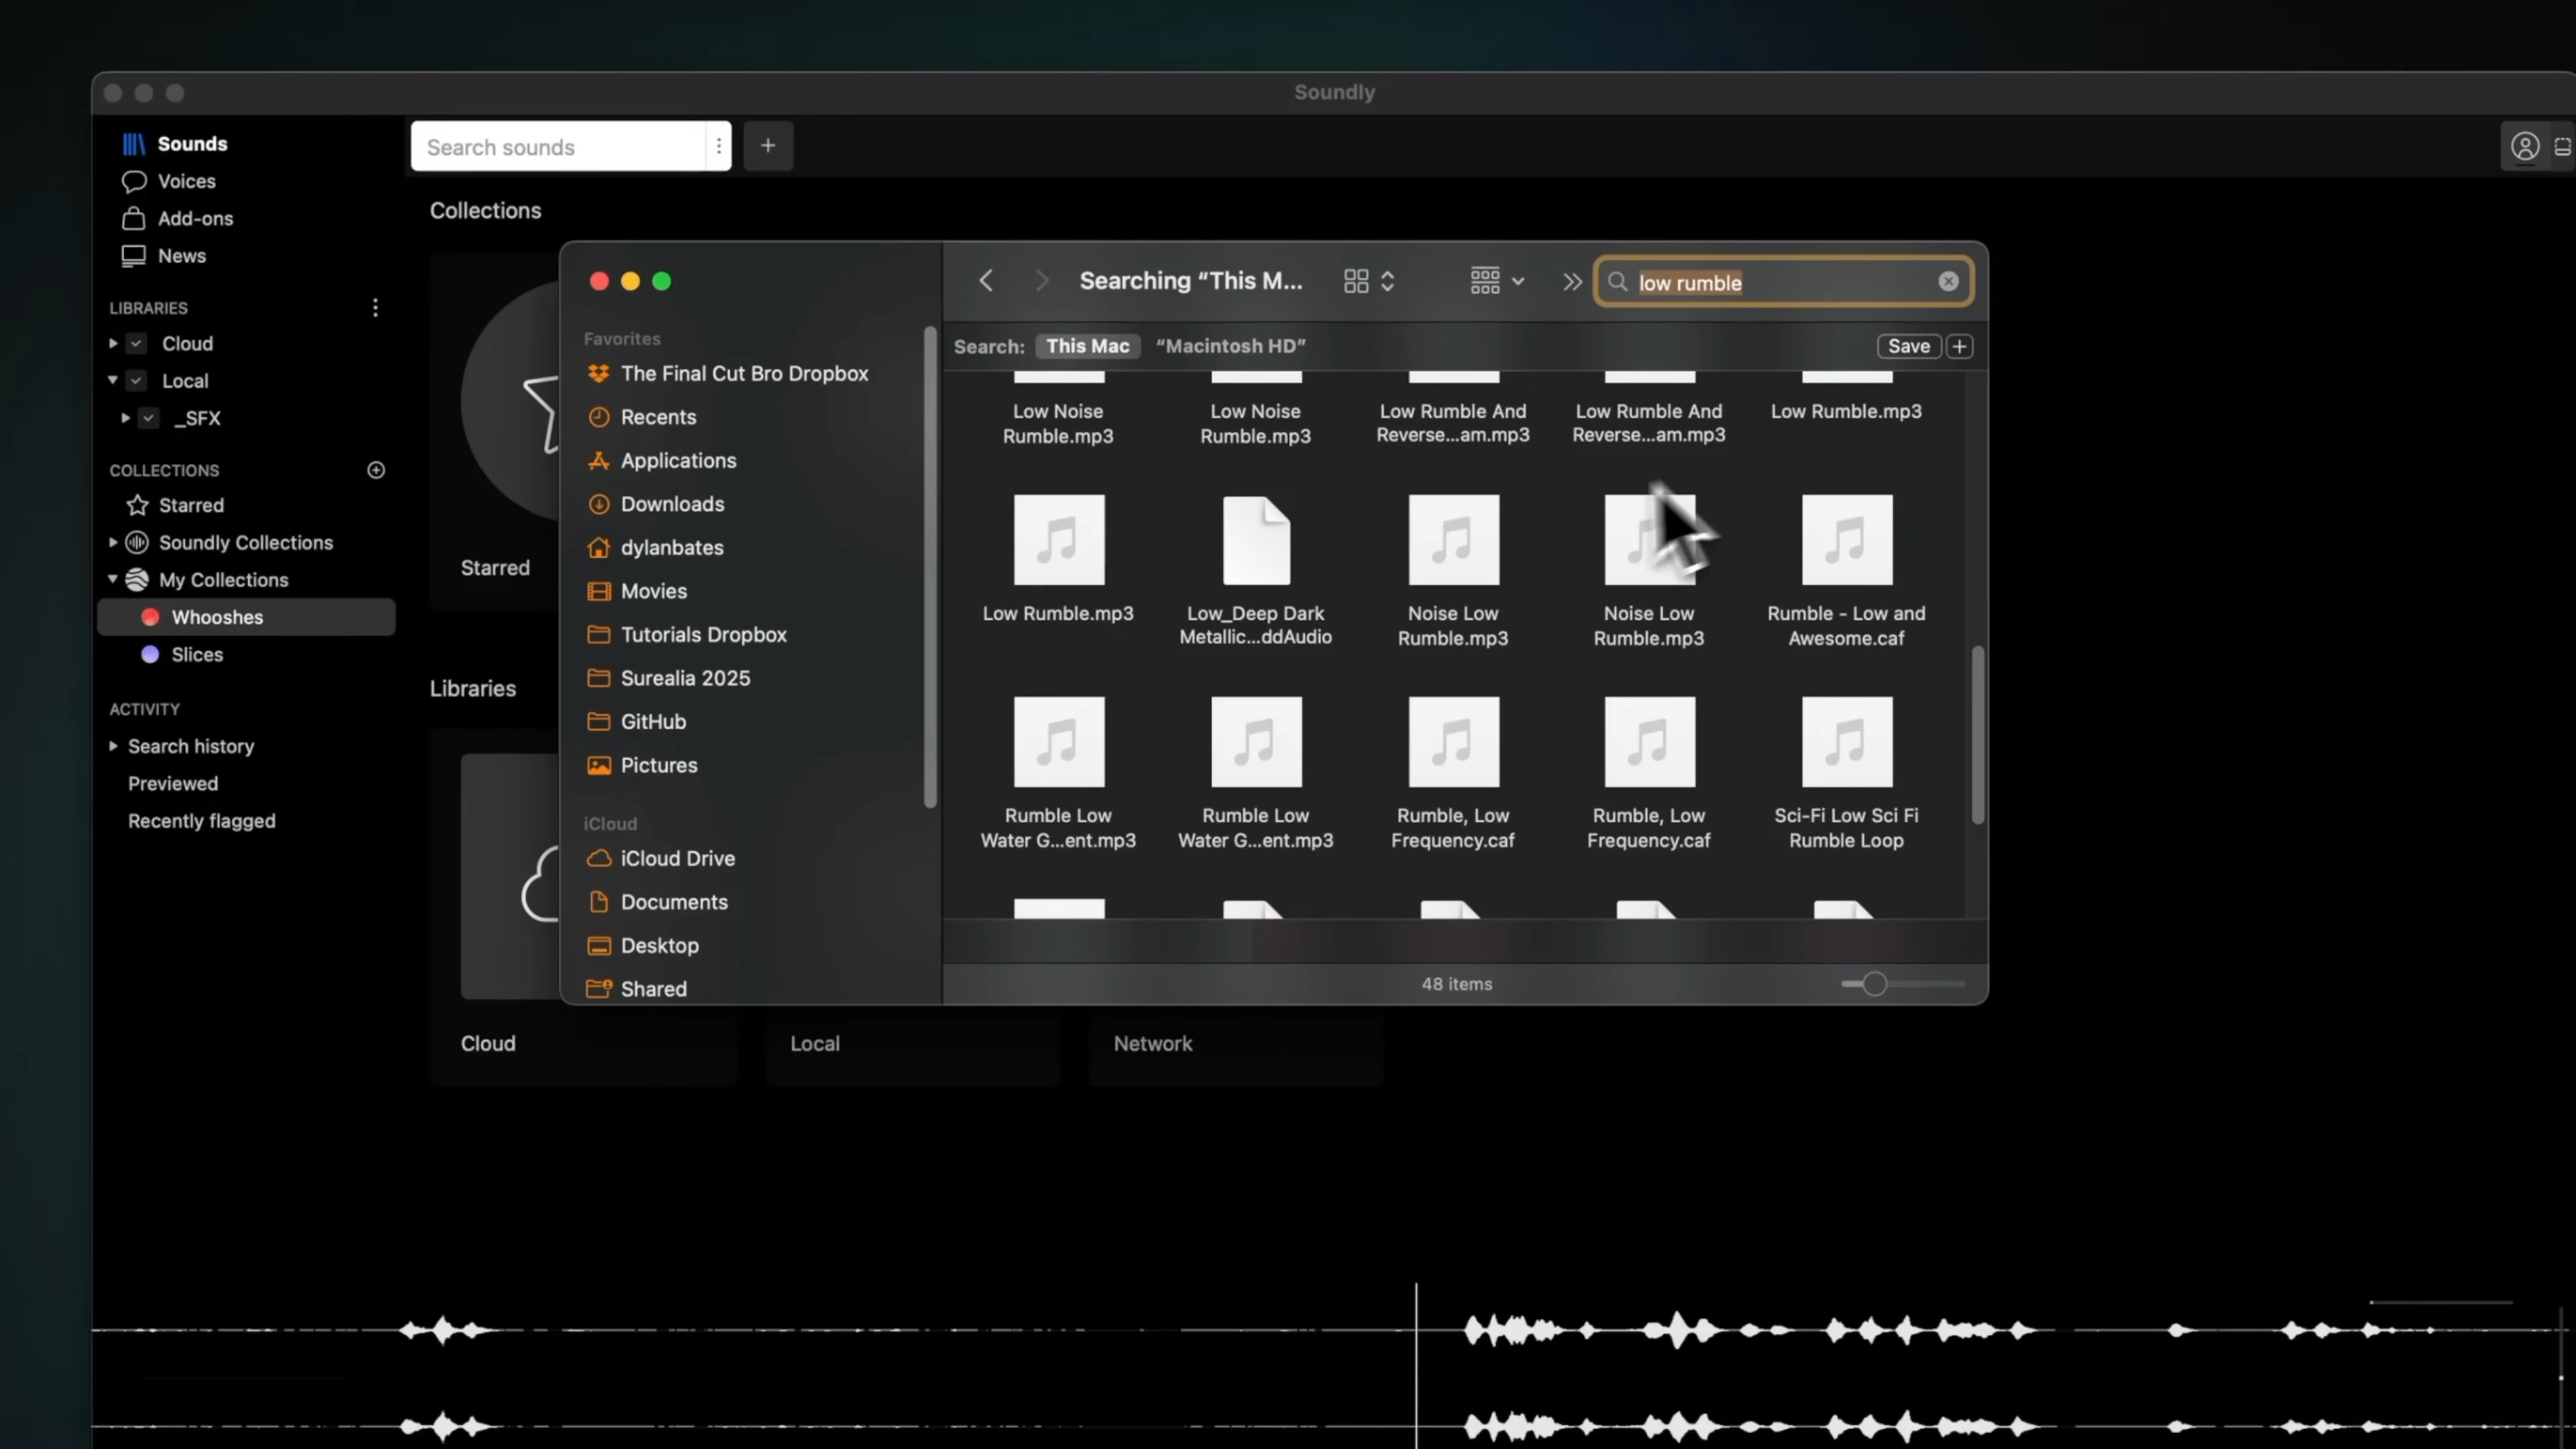 Soundly
Sounds
Voices
Add-ons
News
LIBRARIES
Cloud
Local
_SFX
COLLECTIONS
Starred
Soundly Collections
My Collections
Whooshes
Slices
ACTIVITY
Search history
Previewed
Recently flagged
Search sounds
+
Collections
Starred
Libraries
Cloud
Local
Network
Favorites
The Final Cut Bro Dropbox
Recents
Applications
Downloads
dylanbates
Movies
Tutorials Dropbox
Surealia 2025
GitHub
Pictures
iCloud
iCloud Drive
Documents
Desktop
Shared
Searching “This M...
low rumble
Search: This Mac “Macintosh HD”
Save +
Low Noise
Rumble.mp3
Low Noise
Rumble.mp3
Low Rumble And
Reverse...am.mp3
Low Rumble And
Reverse...am.mp3
Low Rumble.mp3
Low Rumble.mp3
Low_Deep Dark
Metallic...ddAudio
Noise Low
Rumble.mp3
Noise Low
Rumble.mp3
Rumble - Low and
Awesome.caf
Rumble Low
Water G...ent.mp3
Rumble Low
Water G...ent.mp3
Rumble, Low
Frequency.caf
Rumble, Low
Frequency.caf
Sci-Fi Low Sci Fi
Rumble Loop
48 items